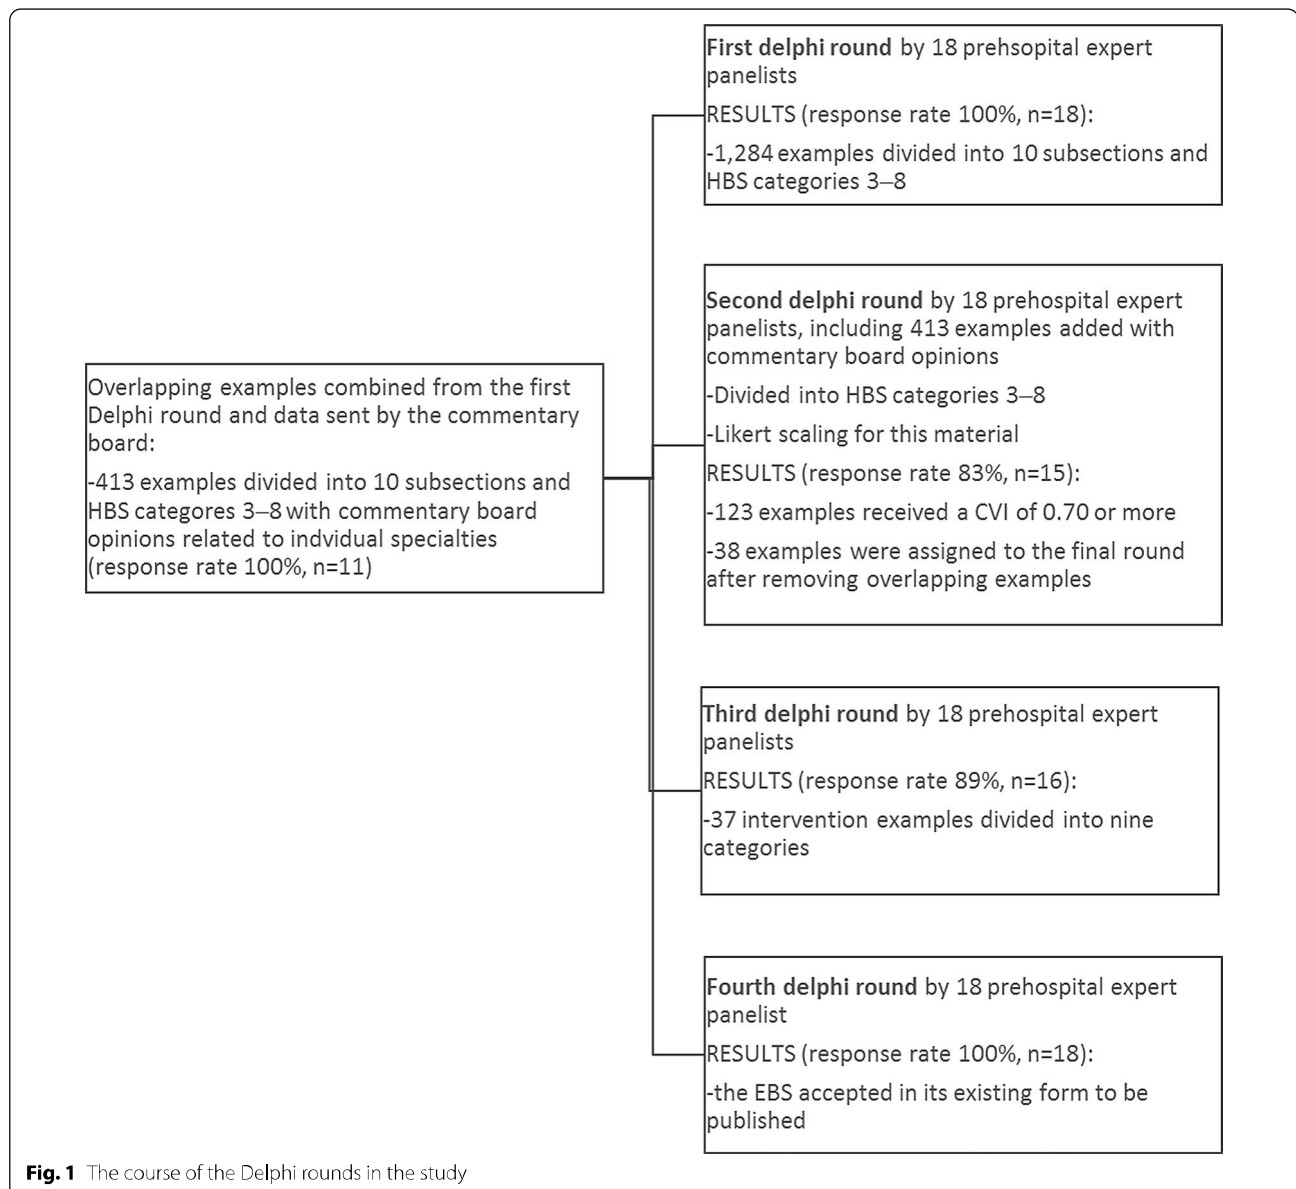 First delphi round by 18 prehsopital expert
panelists
RESULTS (response rate 100%, n=18):
-1,284 examples divided into 10 subsections and
HBS categories 3–8
Overlapping examples combined from the first
Delphi round and data sent by the commentary
board:
-413 examples divided into 10 subsections and
HBS categores 3–8 with commentary board
opinions related to indvidual specialties
(response rate 100%, n=11)
Second delphi round by 18 prehospital expert
panelists, including 413 examples added with
commentary board opinions
-Divided into HBS categories 3–8
-Likert scaling for this material
RESULTS (response rate 83%, n=15):
-123 examples received a CVI of 0.70 or more
-38 examples were assigned to the final round
after removing overlapping examples
Third delphi round by 18 prehospital expert
panelists
RESULTS (response rate 89%, n=16):
-37 intervention examples divided into nine
categories
Fourth delphi round by 18 prehospital expert
panelist
RESULTS (response rate 100%, n=18):
-the EBS accepted in its existing form to be
published
Fig. 1 The course of the Delphi rounds in the study